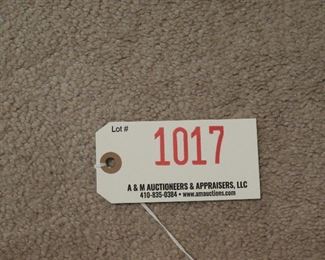 Lot #
1017
A & M AUCTIONEERS & APPRAISERS, LLC
410-835-0384 • www.amauctions.com